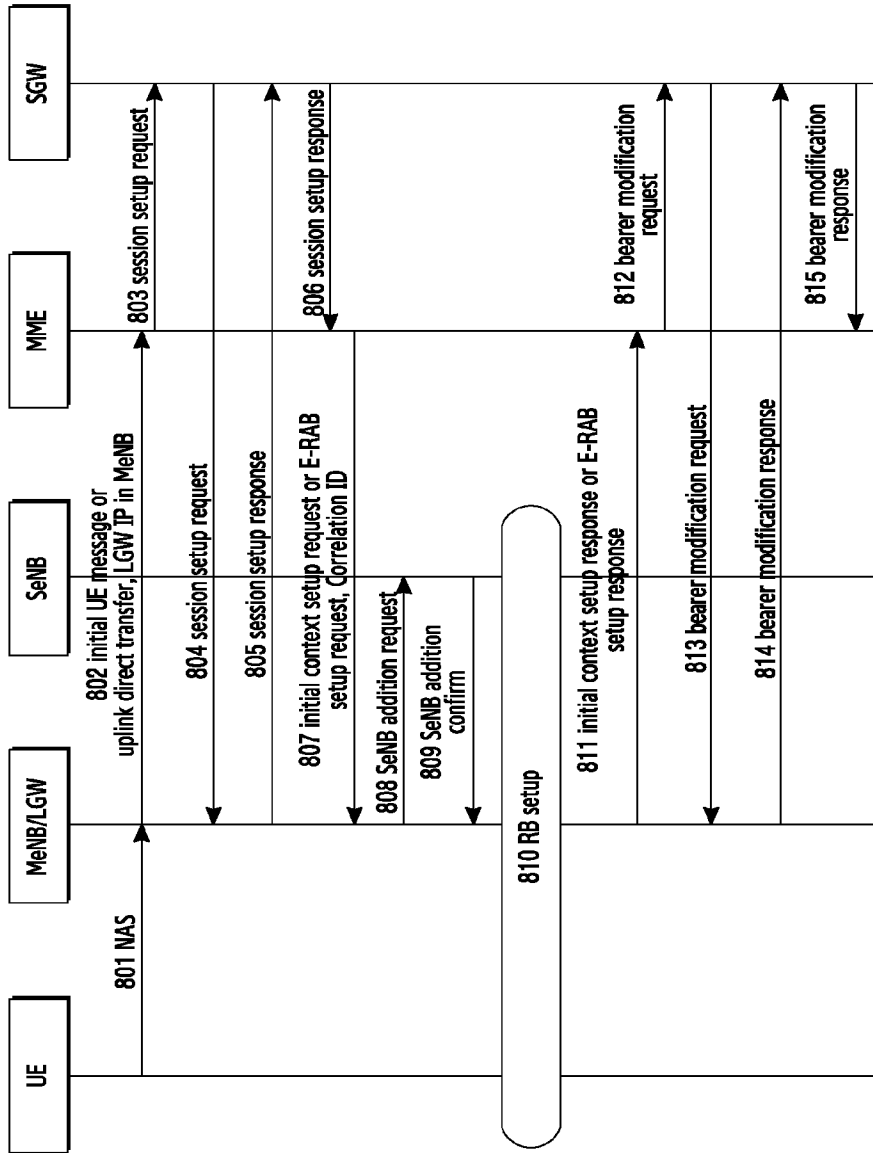 UE
MeNB/LGW
SeNB
MME
SGW
801 NAS
802 initial UE message or
uplink direct transfer, LGW IP in MeNB
803 session setup request
804 session setup request
805 session setup response
806 session setup response
807 initial context setup request or E-RAB
setup request, Correlation ID
808 SeNB addition request
809 SeNB addition
confirm
810 RB setup
811 initial context setup response or E-RAB
setup response
812 bearer modification
request
813 bearer modification request
814 bearer modification response
815 bearer modification
response